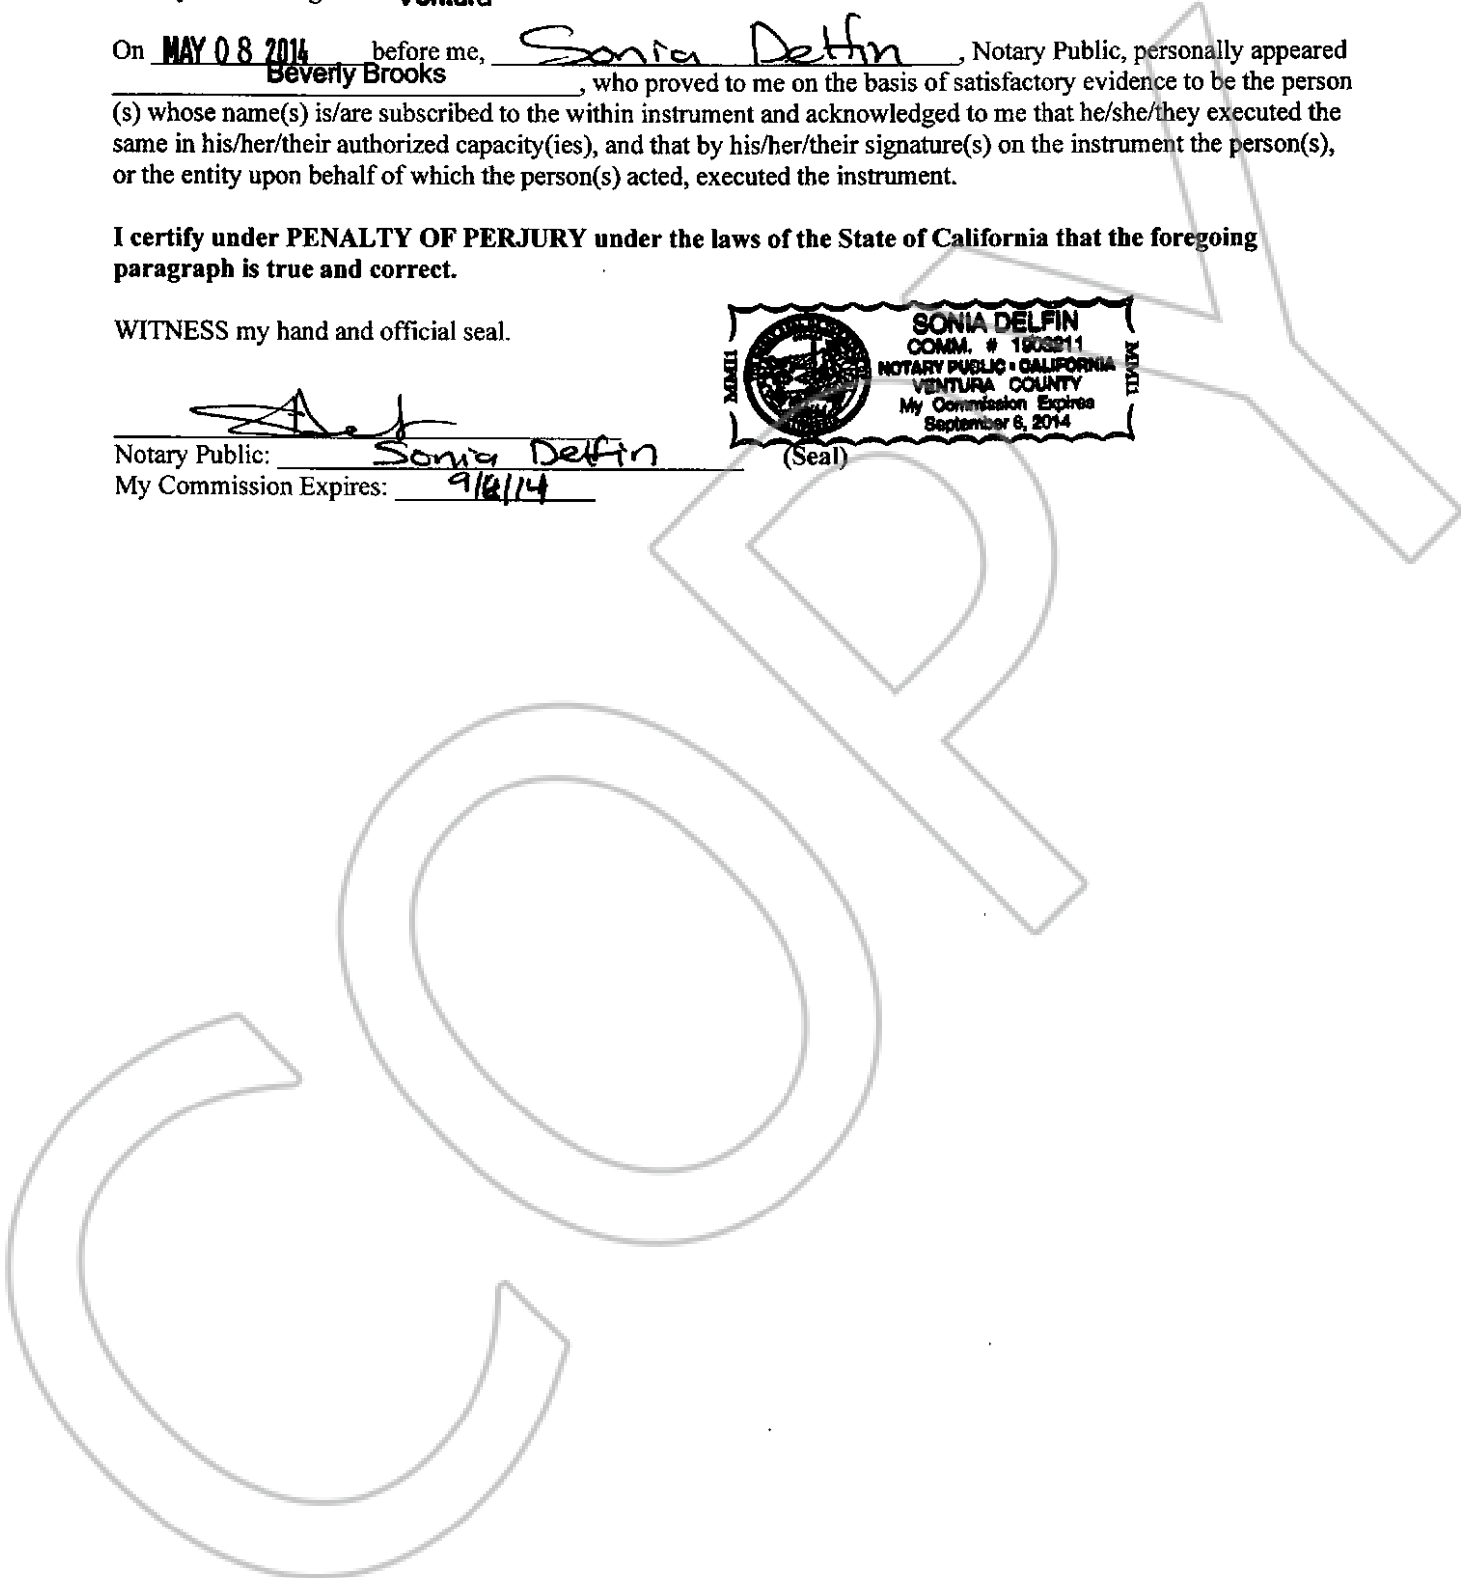 Ventura
On MAY 08 2014 before me, Sonia Delfin, Notary Public, personally appeared
Beverly Brooks, who proved to me on the basis of satisfactory evidence to be the person
(s) whose name(s) is/are subscribed to the within instrument and acknowledged to me that he/she/they executed the
same in his/her/their authorized capacity(ies), and that by his/her/their signature(s) on the instrument the person(s),
or the entity upon behalf of which the person(s) acted, executed the instrument.
I certify under PENALTY OF PERJURY under the laws of the State of California that the foregoing
paragraph is true and correct.
WITNESS my hand and official seal.
SONIA DELFIN
COMM. #
NOTARY PUBLIC • CALIFORNIA
VENTURA COUNTY
My Commission Expires
September 6, 2014
MMI1
MMI1
(Seal)
Notary Public: Sonia Delfin
My Commission Expires: 9/6/14
COPY